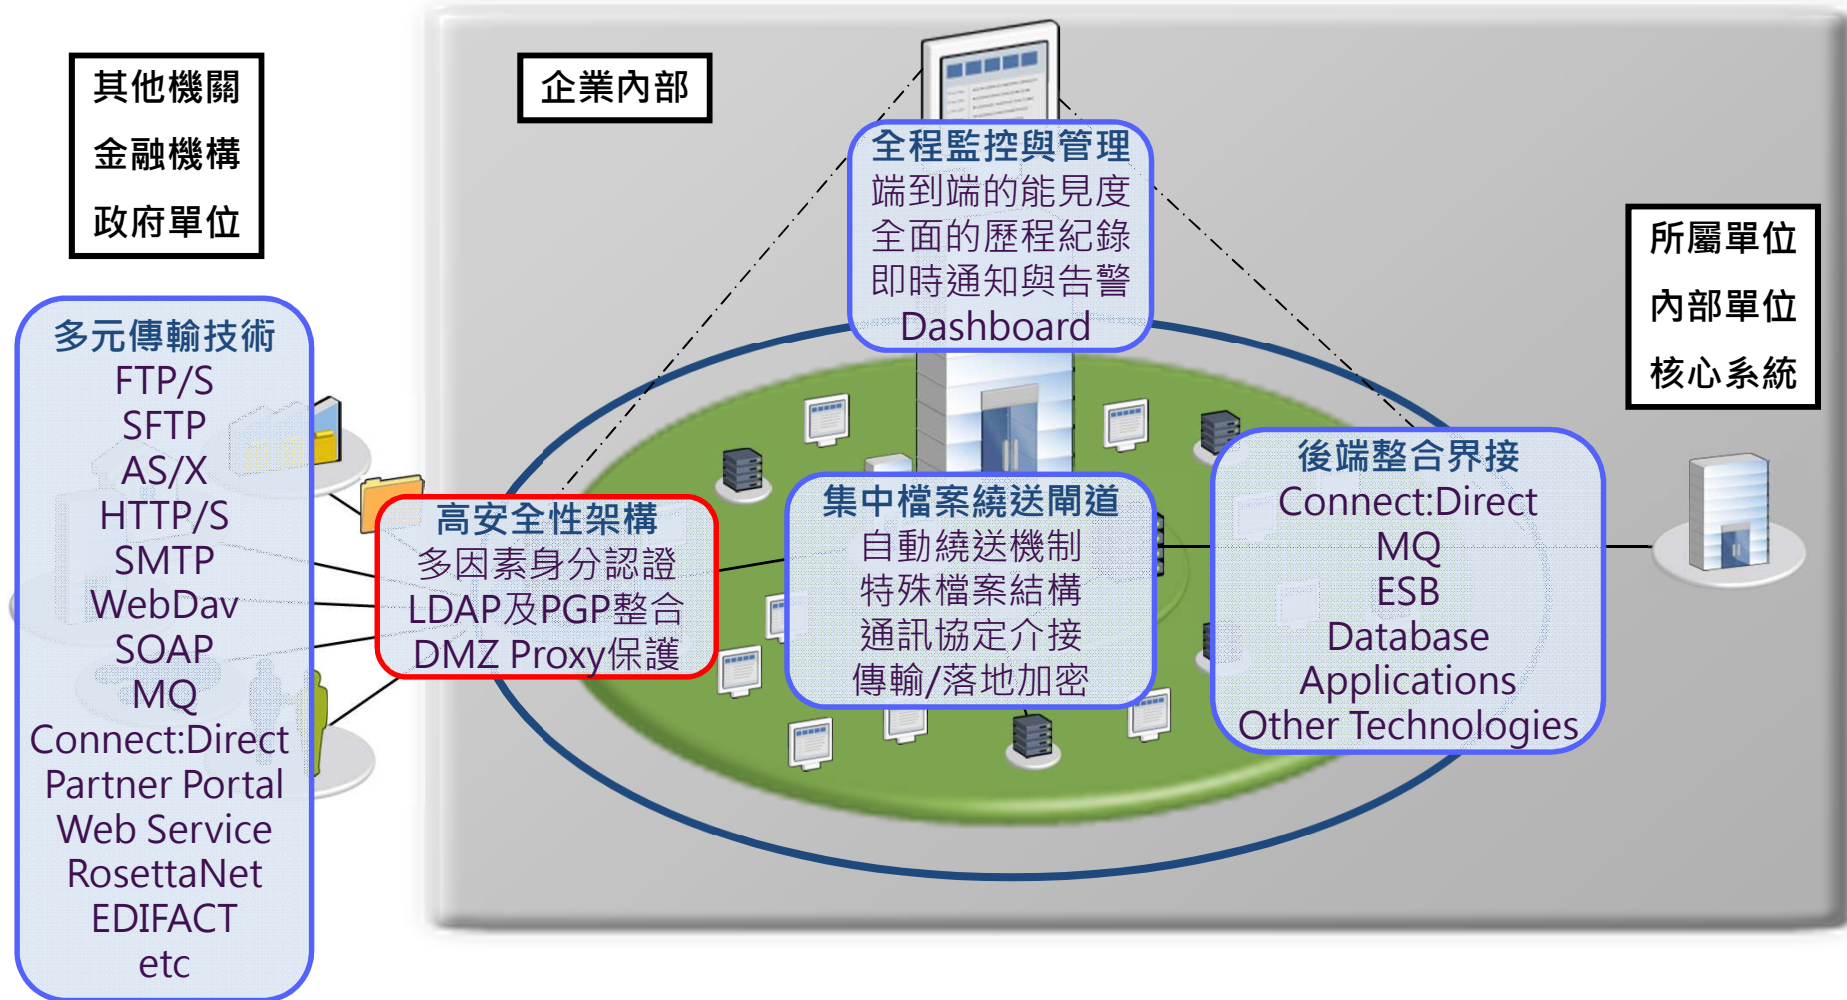 其他機關
金融機構
政府單位
企業內部
全程監控與管理
端到端的能見度
全面的歷程紀錄
即時通知與告警
Dashboard
所屬單位
內部單位
核心系統
多元傳輸技術
FTP/S
SFTP
AS/X
HTTP/S
SMTP
WebDav
SOAP
MQ
Connect:Direct
Partner Portal
Web Service
RosettaNet
EDIFACT
etc
高安全性架構
多因素身分認證
LDAP及PGP整合
DMZ Proxy保護
集中檔案繞送閘道
自動繞送機制
特殊檔案結構
通訊協定介接
傳輸/落地加密
後端整合界接
Connect:Direct
MQ
ESB
Database
Applications
Other Technologies